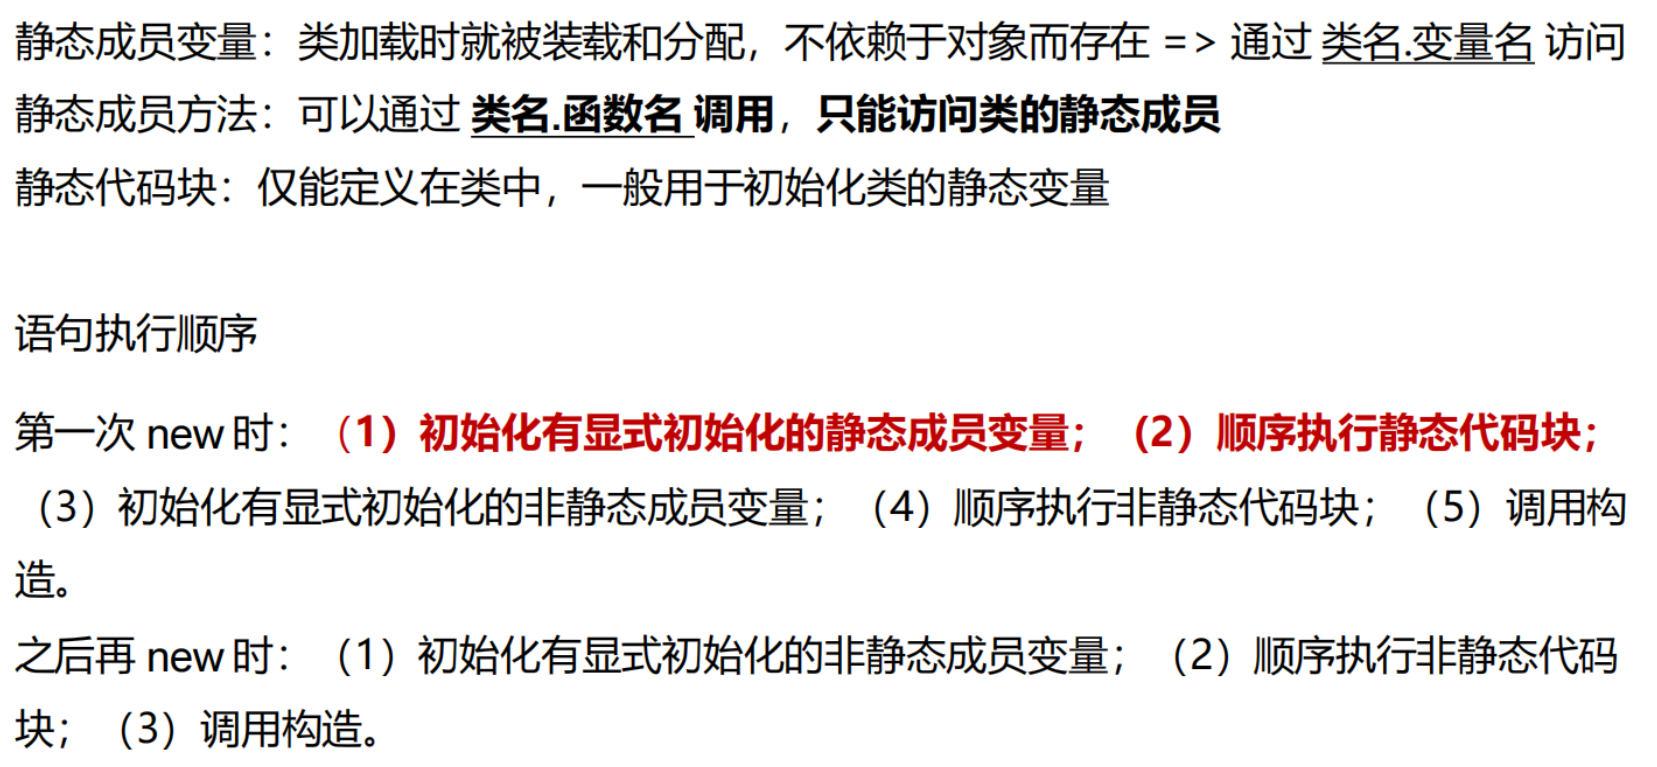 静态成员变量：类加载时就被装载和分配，不依赖于对象而存在 => 通过 类名.变量名 访问
静态成员方法：可以通过 类名.函数名 调用，只能访问类的静态成员
静态代码块：仅能定义在类中，一般用于初始化类的静态变量
语句执行顺序
第一次 new 时：（1）初始化有显式初始化的静态成员变量；（2）顺序执行静态代码块；
（3）初始化有显式初始化的非静态成员变量；（4）顺序执行非静态代码块；（5）调用构
造。
之后再 new 时：（1）初始化有显式初始化的非静态成员变量；（2）顺序执行非静态代码
块；（3）调用构造。